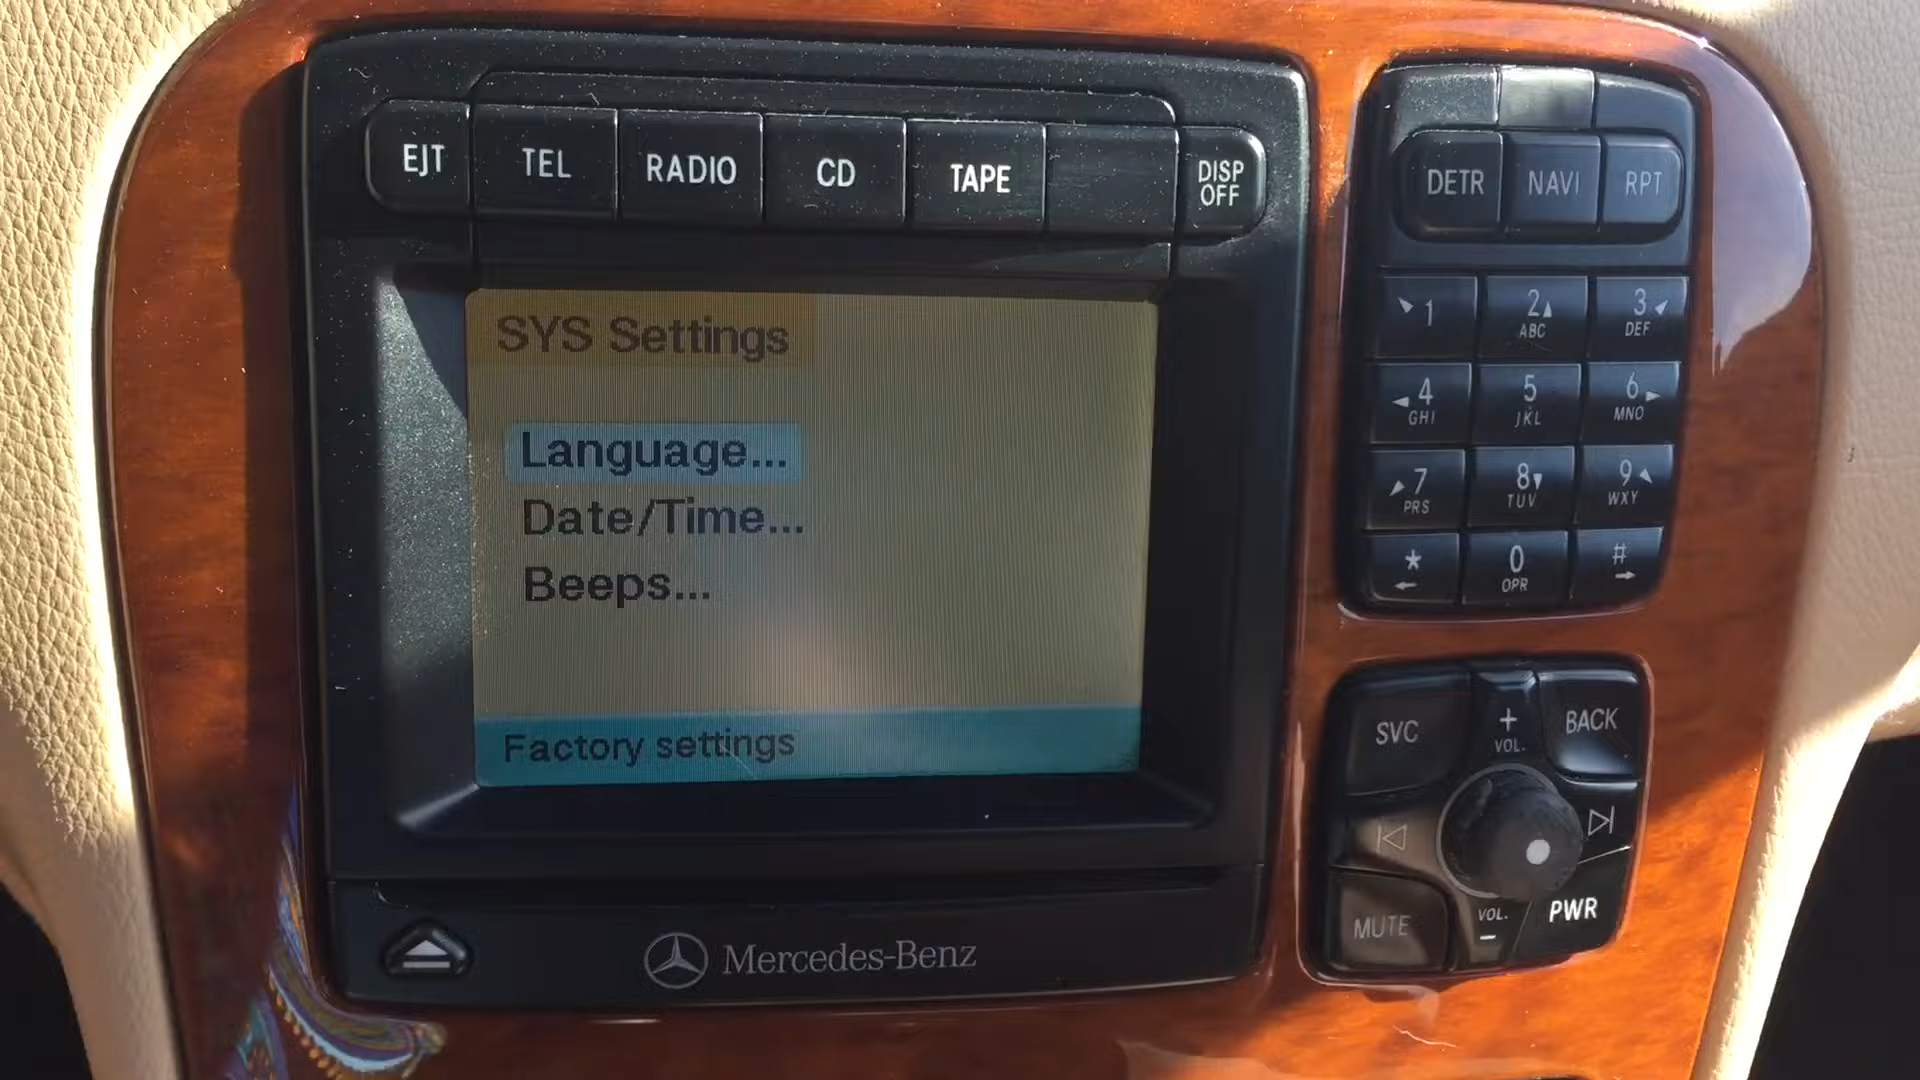 EJT TEL RADIO CD TAPE DISP OFF
SYS Settings
Language...
Date/Time...
Beeps...
Factory settings
Mercedes-Benz
DETR NAVI RPT
1 2 ABC 3 DEF
4 GHI 5 JKL 6 MNO
7 PRS 8 TUV 9 WXY
* 0 OPR #
SVC + VOL. BACK
MUTE VOL. – PWR